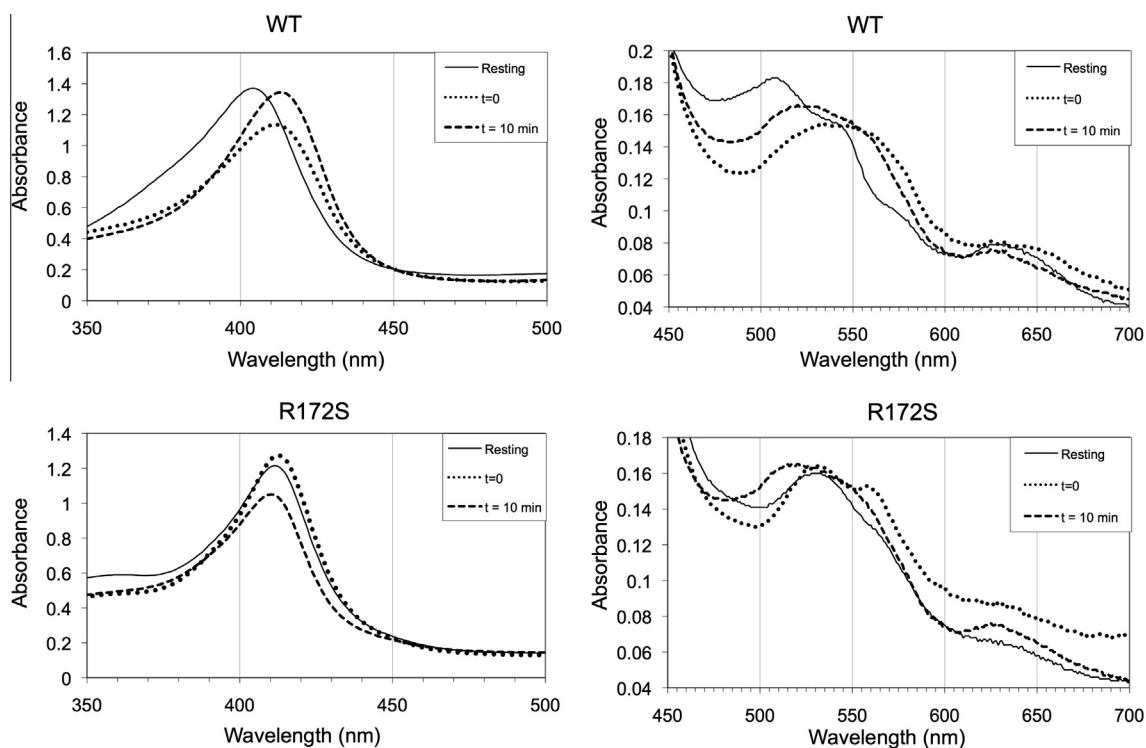 WT
Absorbance
1.6
1.4
1.2
1
0.8
0.6
0.4
0.2
0
350
400
450
500
Wavelength (nm)
Resting
t=0
t = 10 min
WT
Absorbance
0.2
0.18
0.16
0.14
0.12
0.1
0.08
0.06
0.04
450
500
550
600
650
700
Wavelength (nm)
Resting
t=0
t = 10 min
R172S
Absorbance
1.4
1.2
1
0.8
0.6
0.4
0.2
0
350
400
450
500
Wavelength (nm)
Resting
t=0
t = 10 min
R172S
Absorbance
0.18
0.16
0.14
0.12
0.1
0.08
0.06
0.04
450
500
550
600
650
700
Wavelength (nm)
Resting
t=0
t = 10 min